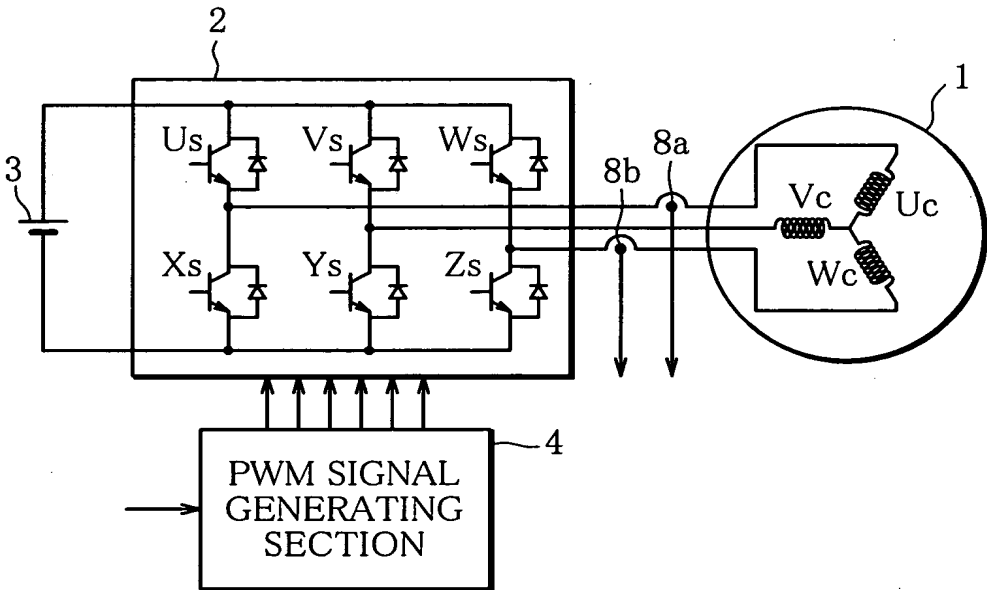 2
1
3
Us
Vs
Ws
8b
8a
Vc
Uc
Wc
Xs
Ys
Zs
4
PWM SIGNAL
GENERATING
SECTION